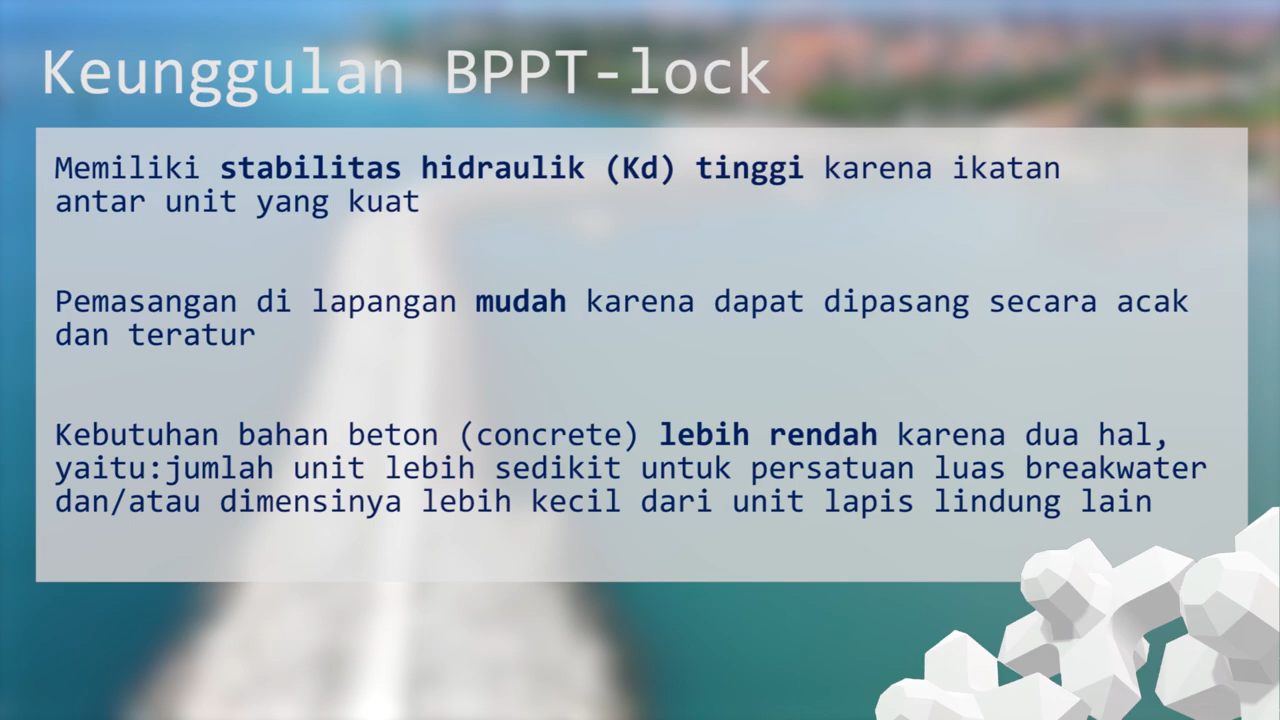 Keunggulan BPPT-lock
Memiliki stabilitas hidraulik (Kd) tinggi karena ikatan
antar unit yang kuat
Pemasangan di lapangan mudah karena dapat dipasang secara acak
dan teratur
Kebutuhan bahan beton (concrete) lebih rendah karena dua hal,
yaitu:jumlah unit lebih sedikit untuk persatuan luas breakwater
dan/atau dimensinya lebih kecil dari unit lapis lindung lain